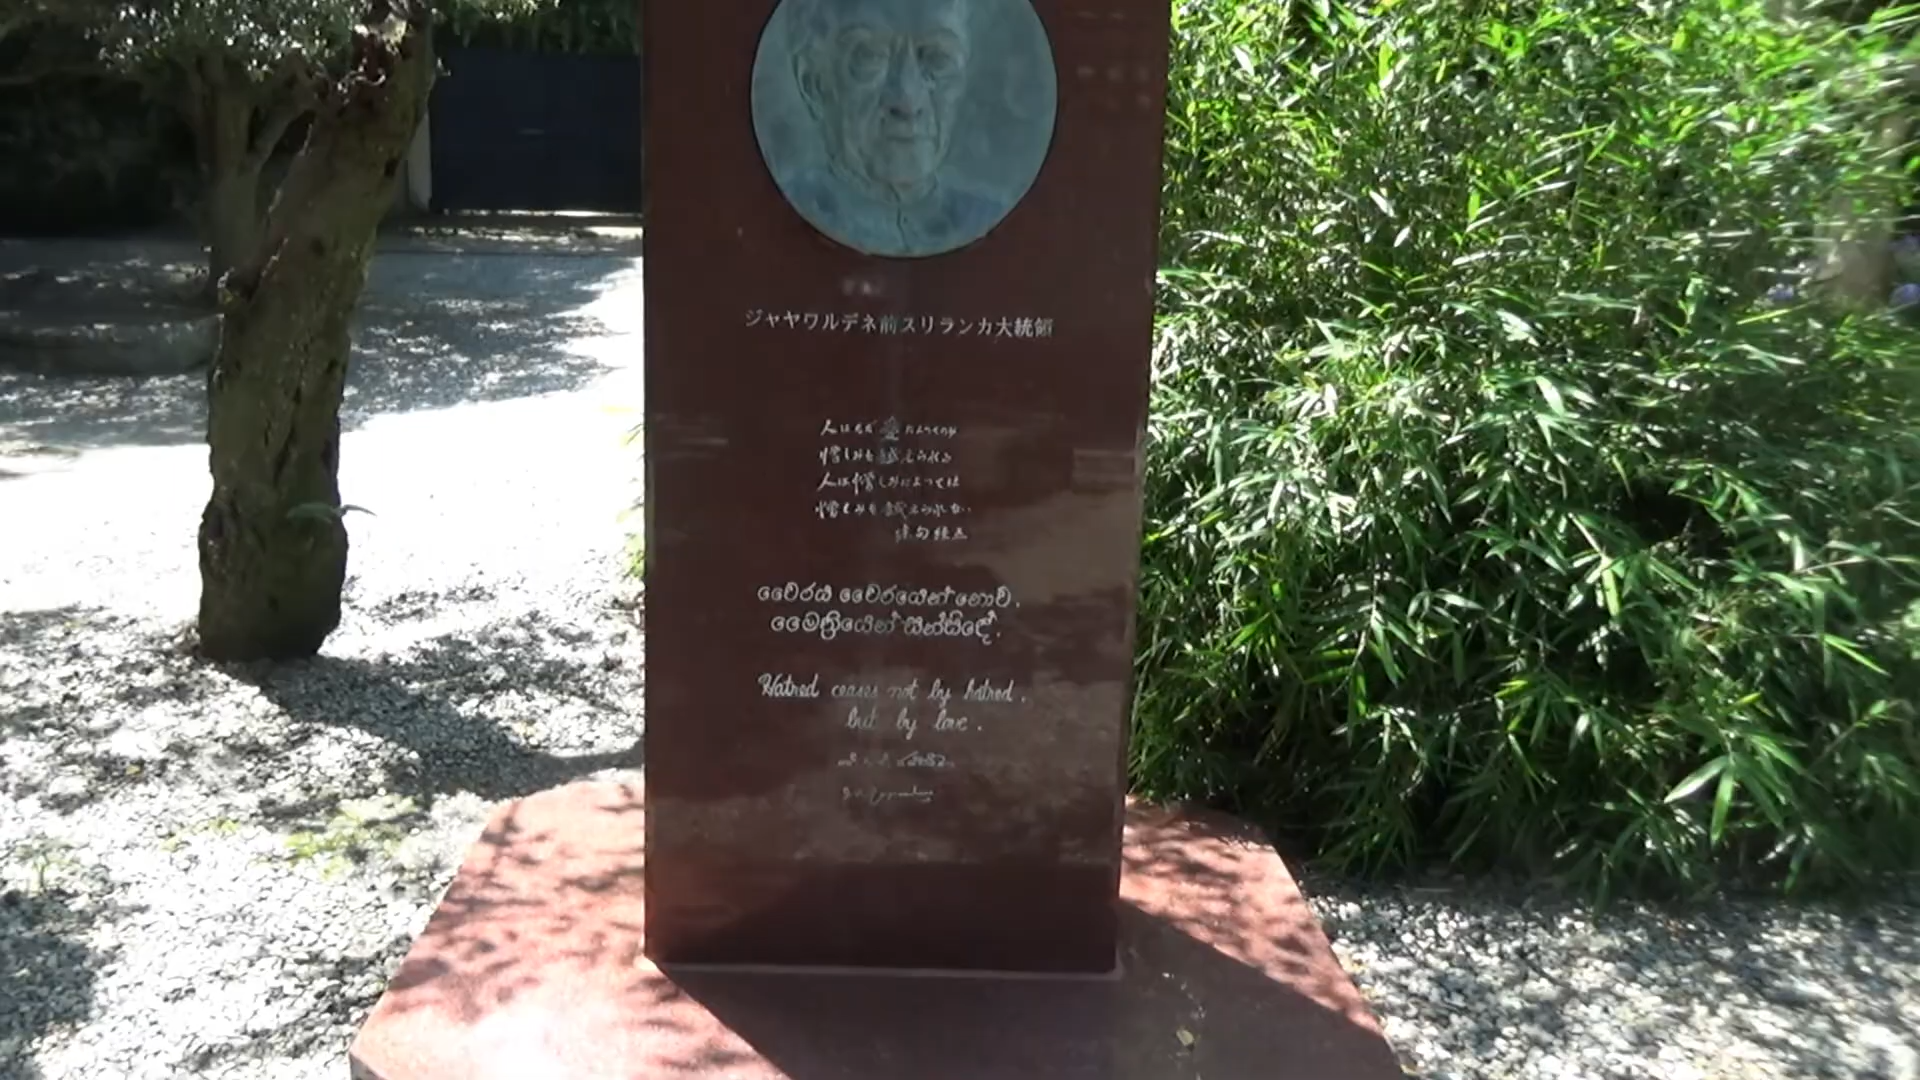 ジャヤワルデネ前スリランカ大統領
人はただ愛によってのみ
憎しみを越えられる
人は憎しみによっては
憎しみを越えられない
法句経五
වෛරය වෛරයෙන් නොව,
මෛත්‍රියෙන් සන්සිඳේ.
Hatred ceases not by hatred,
but by love.